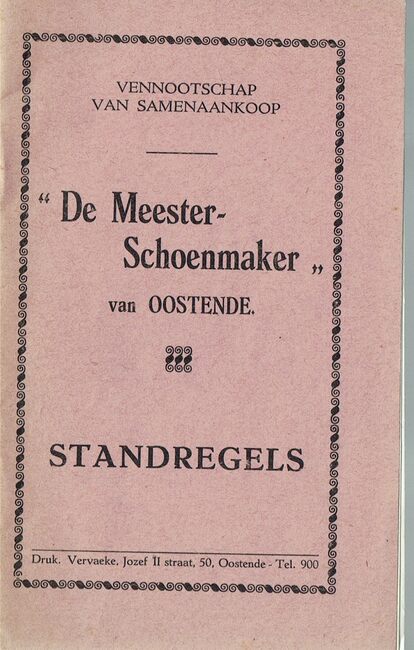 VENNOOTSCHAP
VAN SAMENAANKOOP
“ De Meester-
Schoenmaker „
van OOSTENDE.
STANDREGELS
Druk. Vervaeke, Jozef II straat, 50, Oostende - Tel. 900